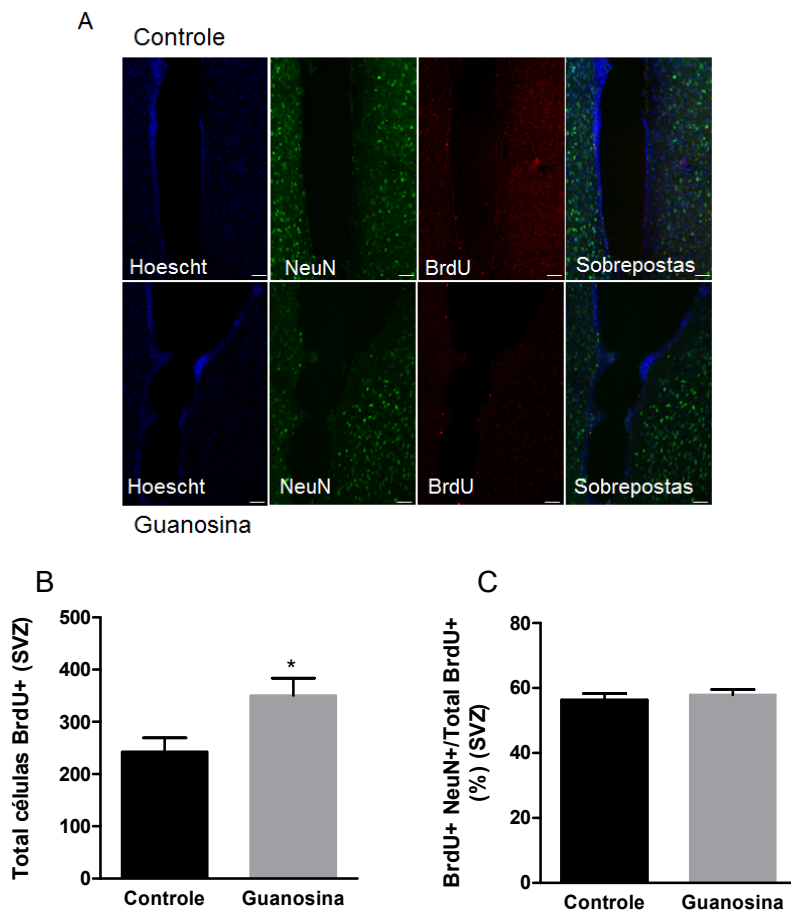 A
Controle
Hoescht
NeuN
BrdU
Sobrepostas
Hoescht
NeuN
BrdU
Sobrepostas
Guanosina
B
Total células BrdU+ (SVZ)
500
400
300
200
100
0
*
Controle
Guanosina
C
BrdU+ NeuN+/Total BrdU+
(%) (SVZ)
80
60
40
20
0
Controle
Guanosina